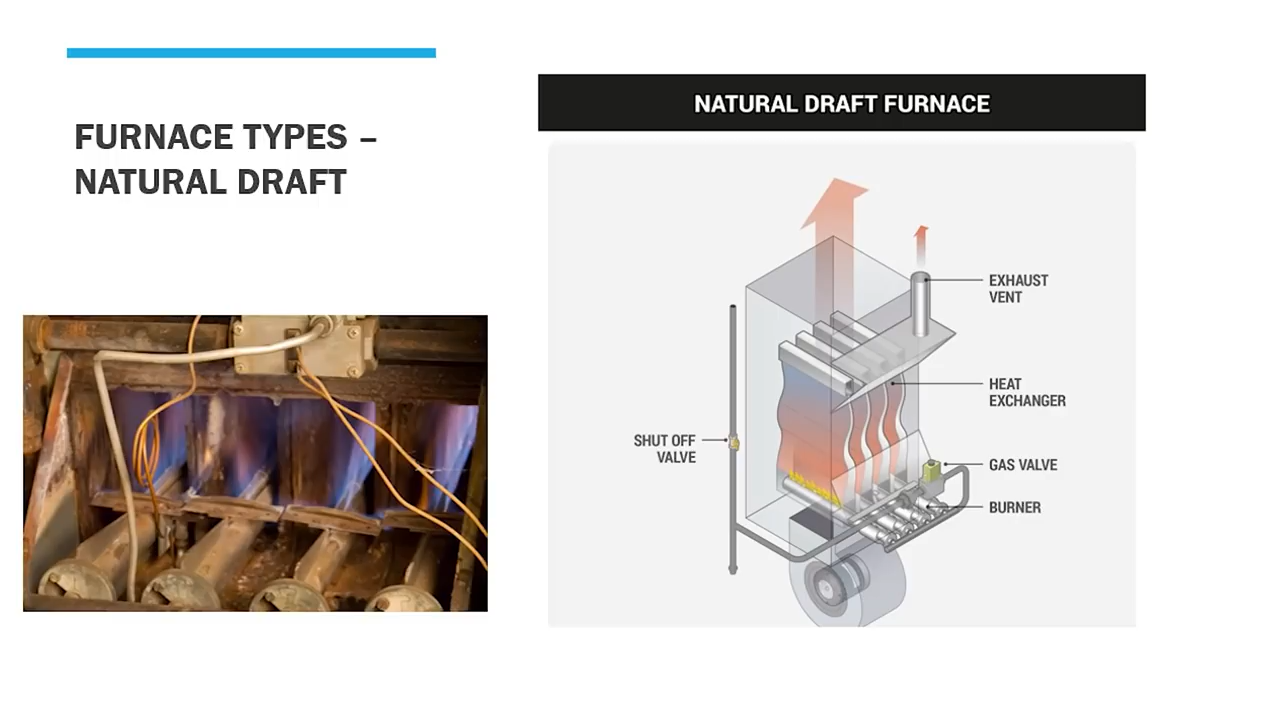 FURNACE TYPES –
NATURAL DRAFT
NATURAL DRAFT FURNACE
EXHAUST
VENT
HEAT
EXCHANGER
SHUT OFF
VALVE
GAS VALVE
BURNER